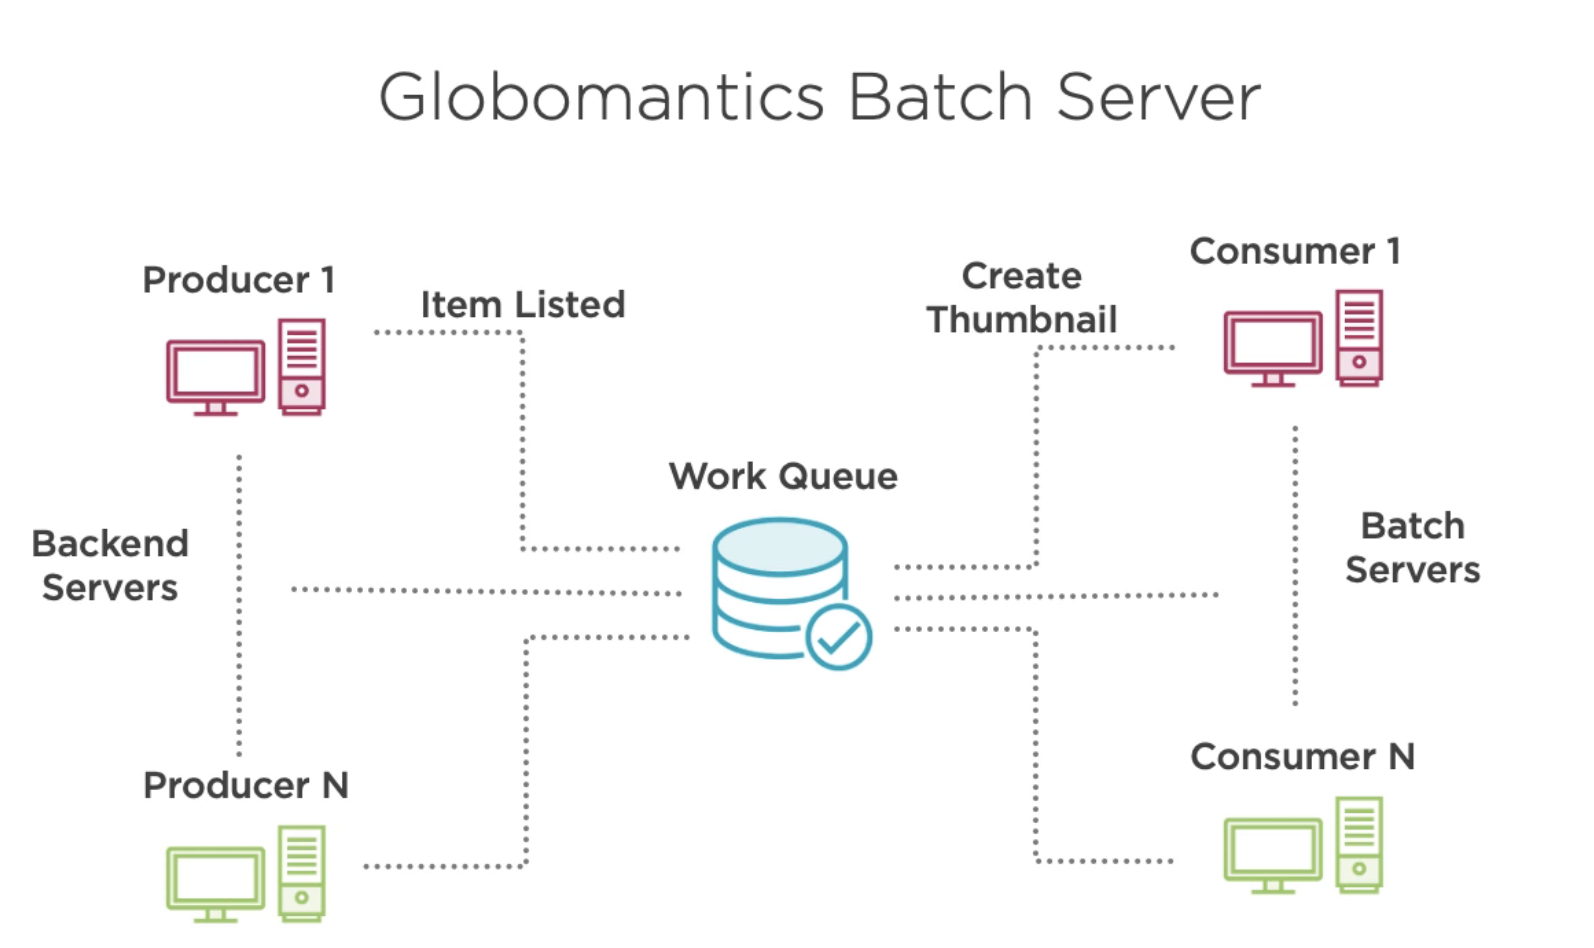 Globomantics Batch Server
Producer 1
Item Listed
Create
Thumbnail
Consumer 1
Work Queue
Backend
Servers
Batch
Servers
Producer N
Consumer N